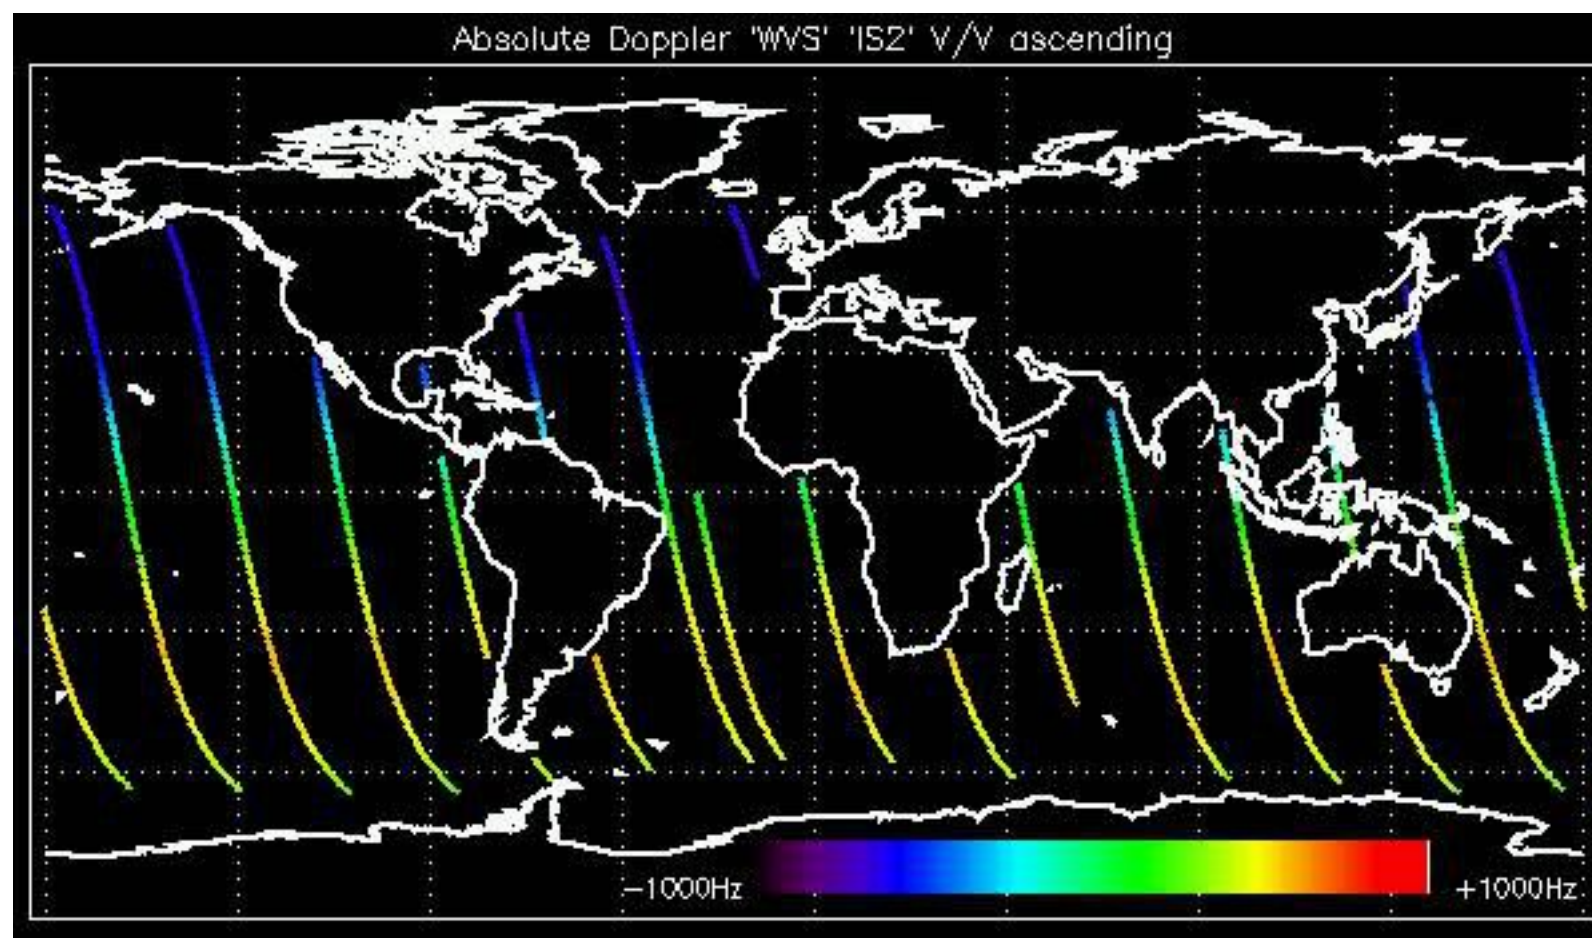 Absolute Doppler 'WVS' 'IS2' V/V ascending
-1000Hz
+1000Hz